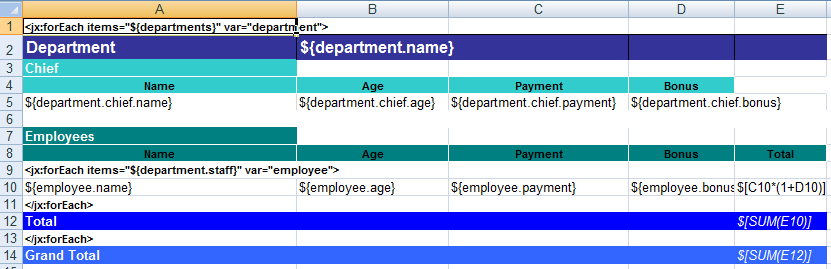 A B C D E
1 <jx:forEach items="${departments}" var="department">
2 Department ${department.name}
3 Chief
4 Name Age Payment Bonus
5 ${department.chief.name} ${department.chief.age} ${department.chief.payment} ${department.chief.bonus}
6
7 Employees
8 Name Age Payment Bonus Total
9 <jx:forEach items="${department.staff}" var="employee">
10 ${employee.name} ${employee.age} ${employee.payment} ${employee.bonus $[C10*(1+D10)]
11 </jx:forEach>
12 Total $[SUM(E10)]
13 </jx:forEach>
14 Grand Total $[SUM(E12)]